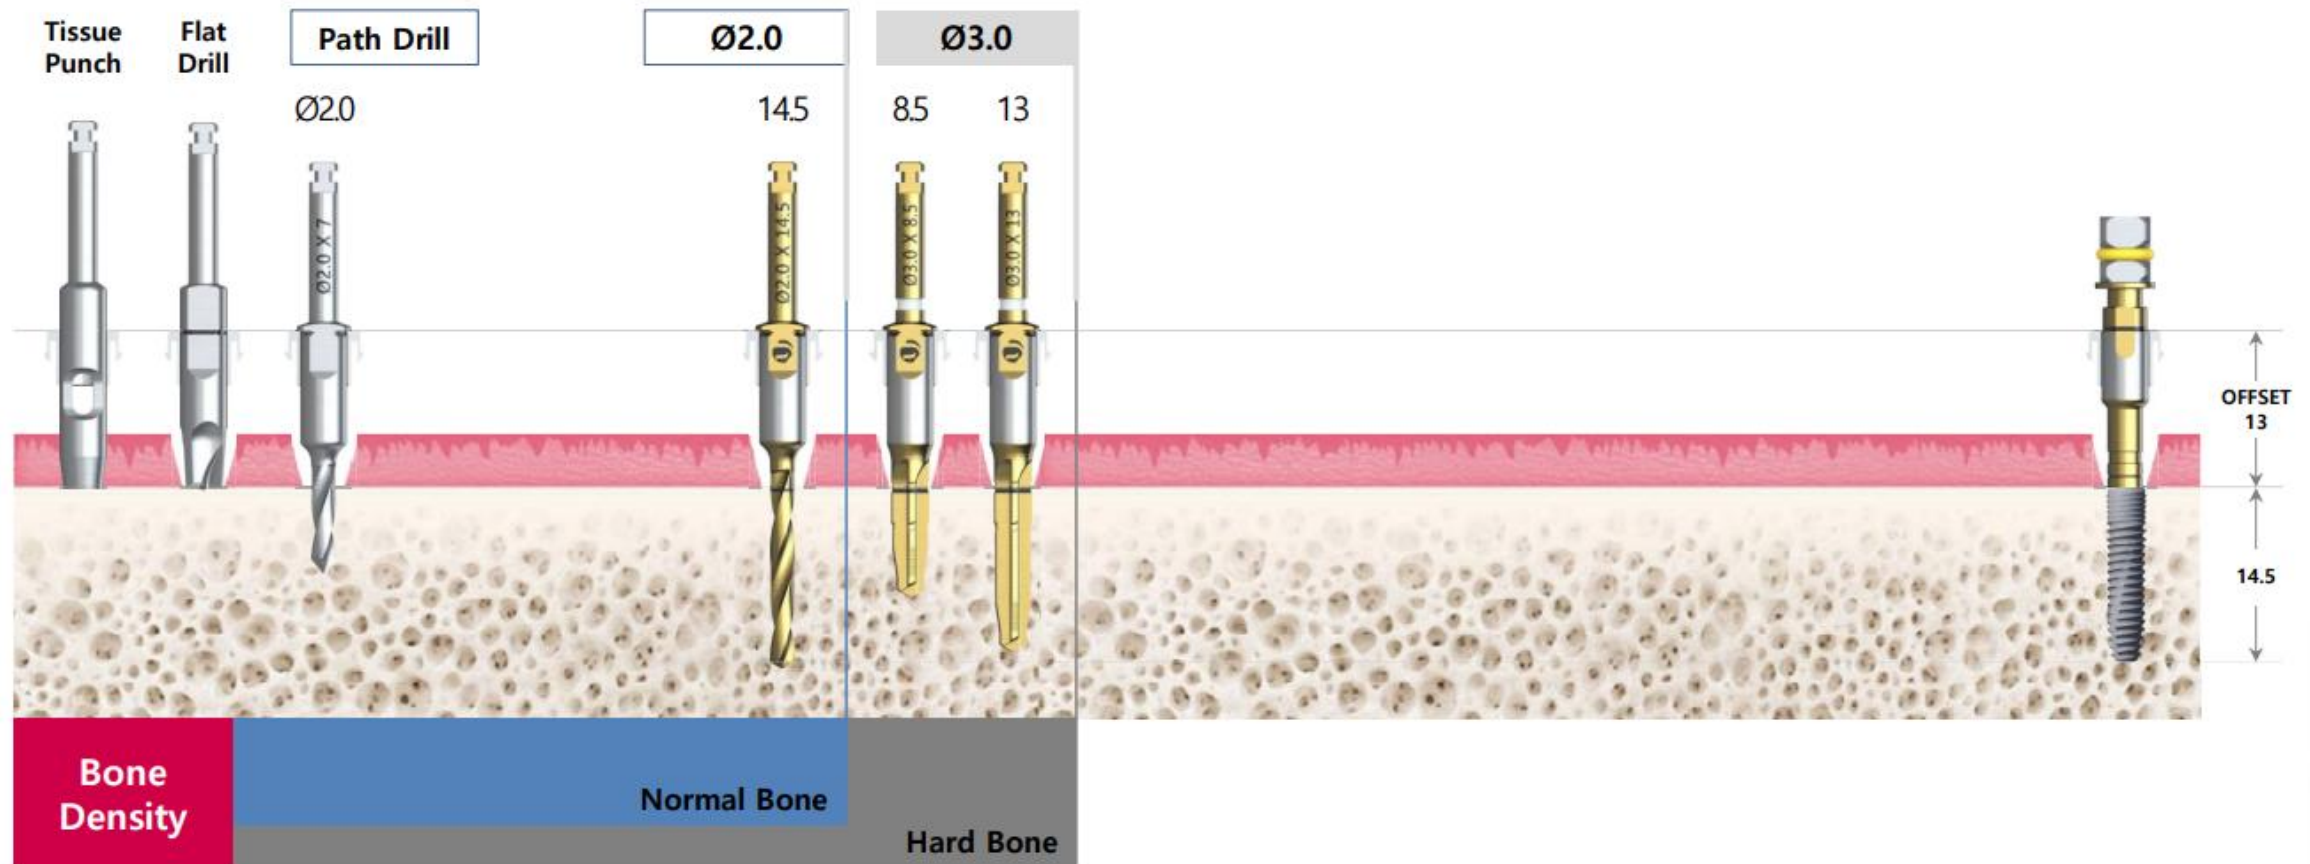 Tissue
Punch
Flat
Drill
Path Drill
Ø2.0
Ø3.0
Ø2.0
14.5
8.5
13
Ø2.0 X 7
Ø2.0 X 14.5
Ø3.0 X 8.5
Ø3.0 X 13
OFFSET
13
14.5
Bone
Density
Normal Bone
Hard Bone